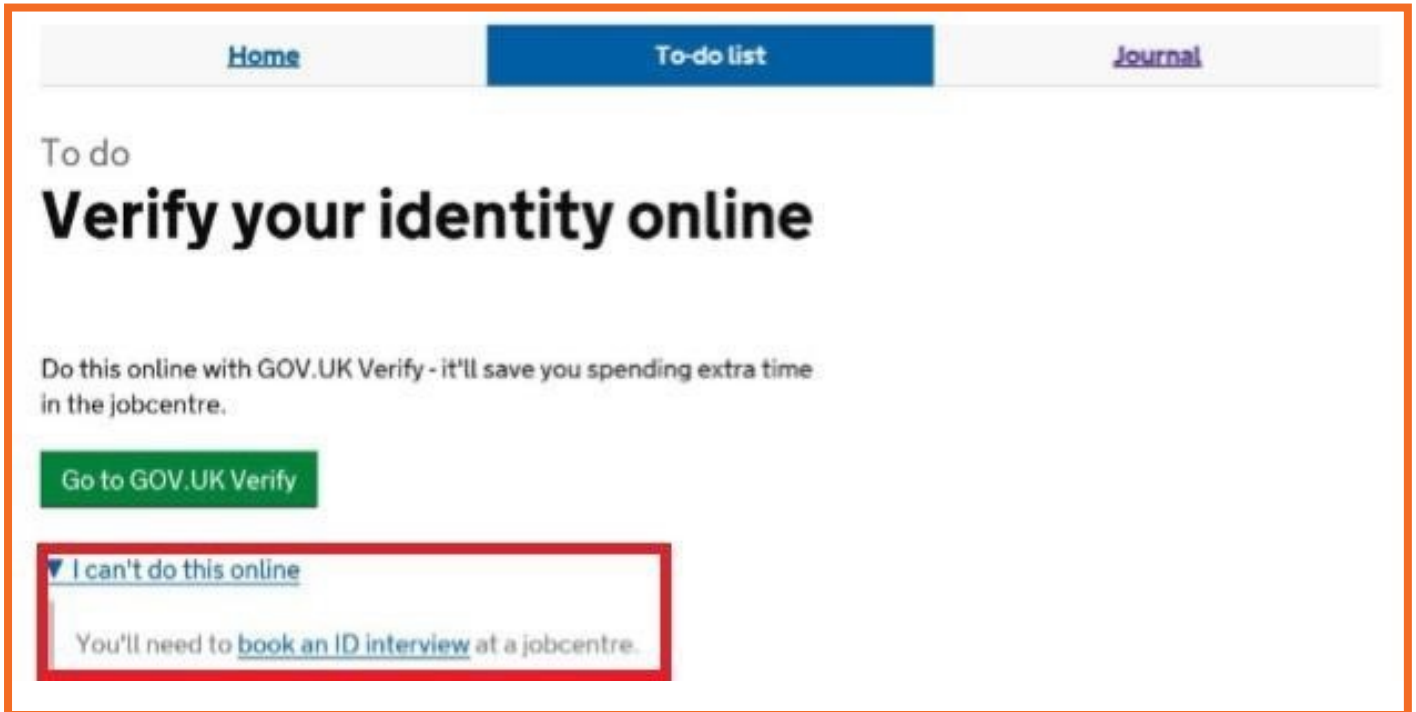 Home To-do list Journal
To do
Verify your identity online
Do this online with GOV.UK Verify - it'll save you spending extra time
in the jobcentre.
Go to GOV.UK Verify
▼ I can't do this online
You'll need to book an ID interview at a jobcentre.